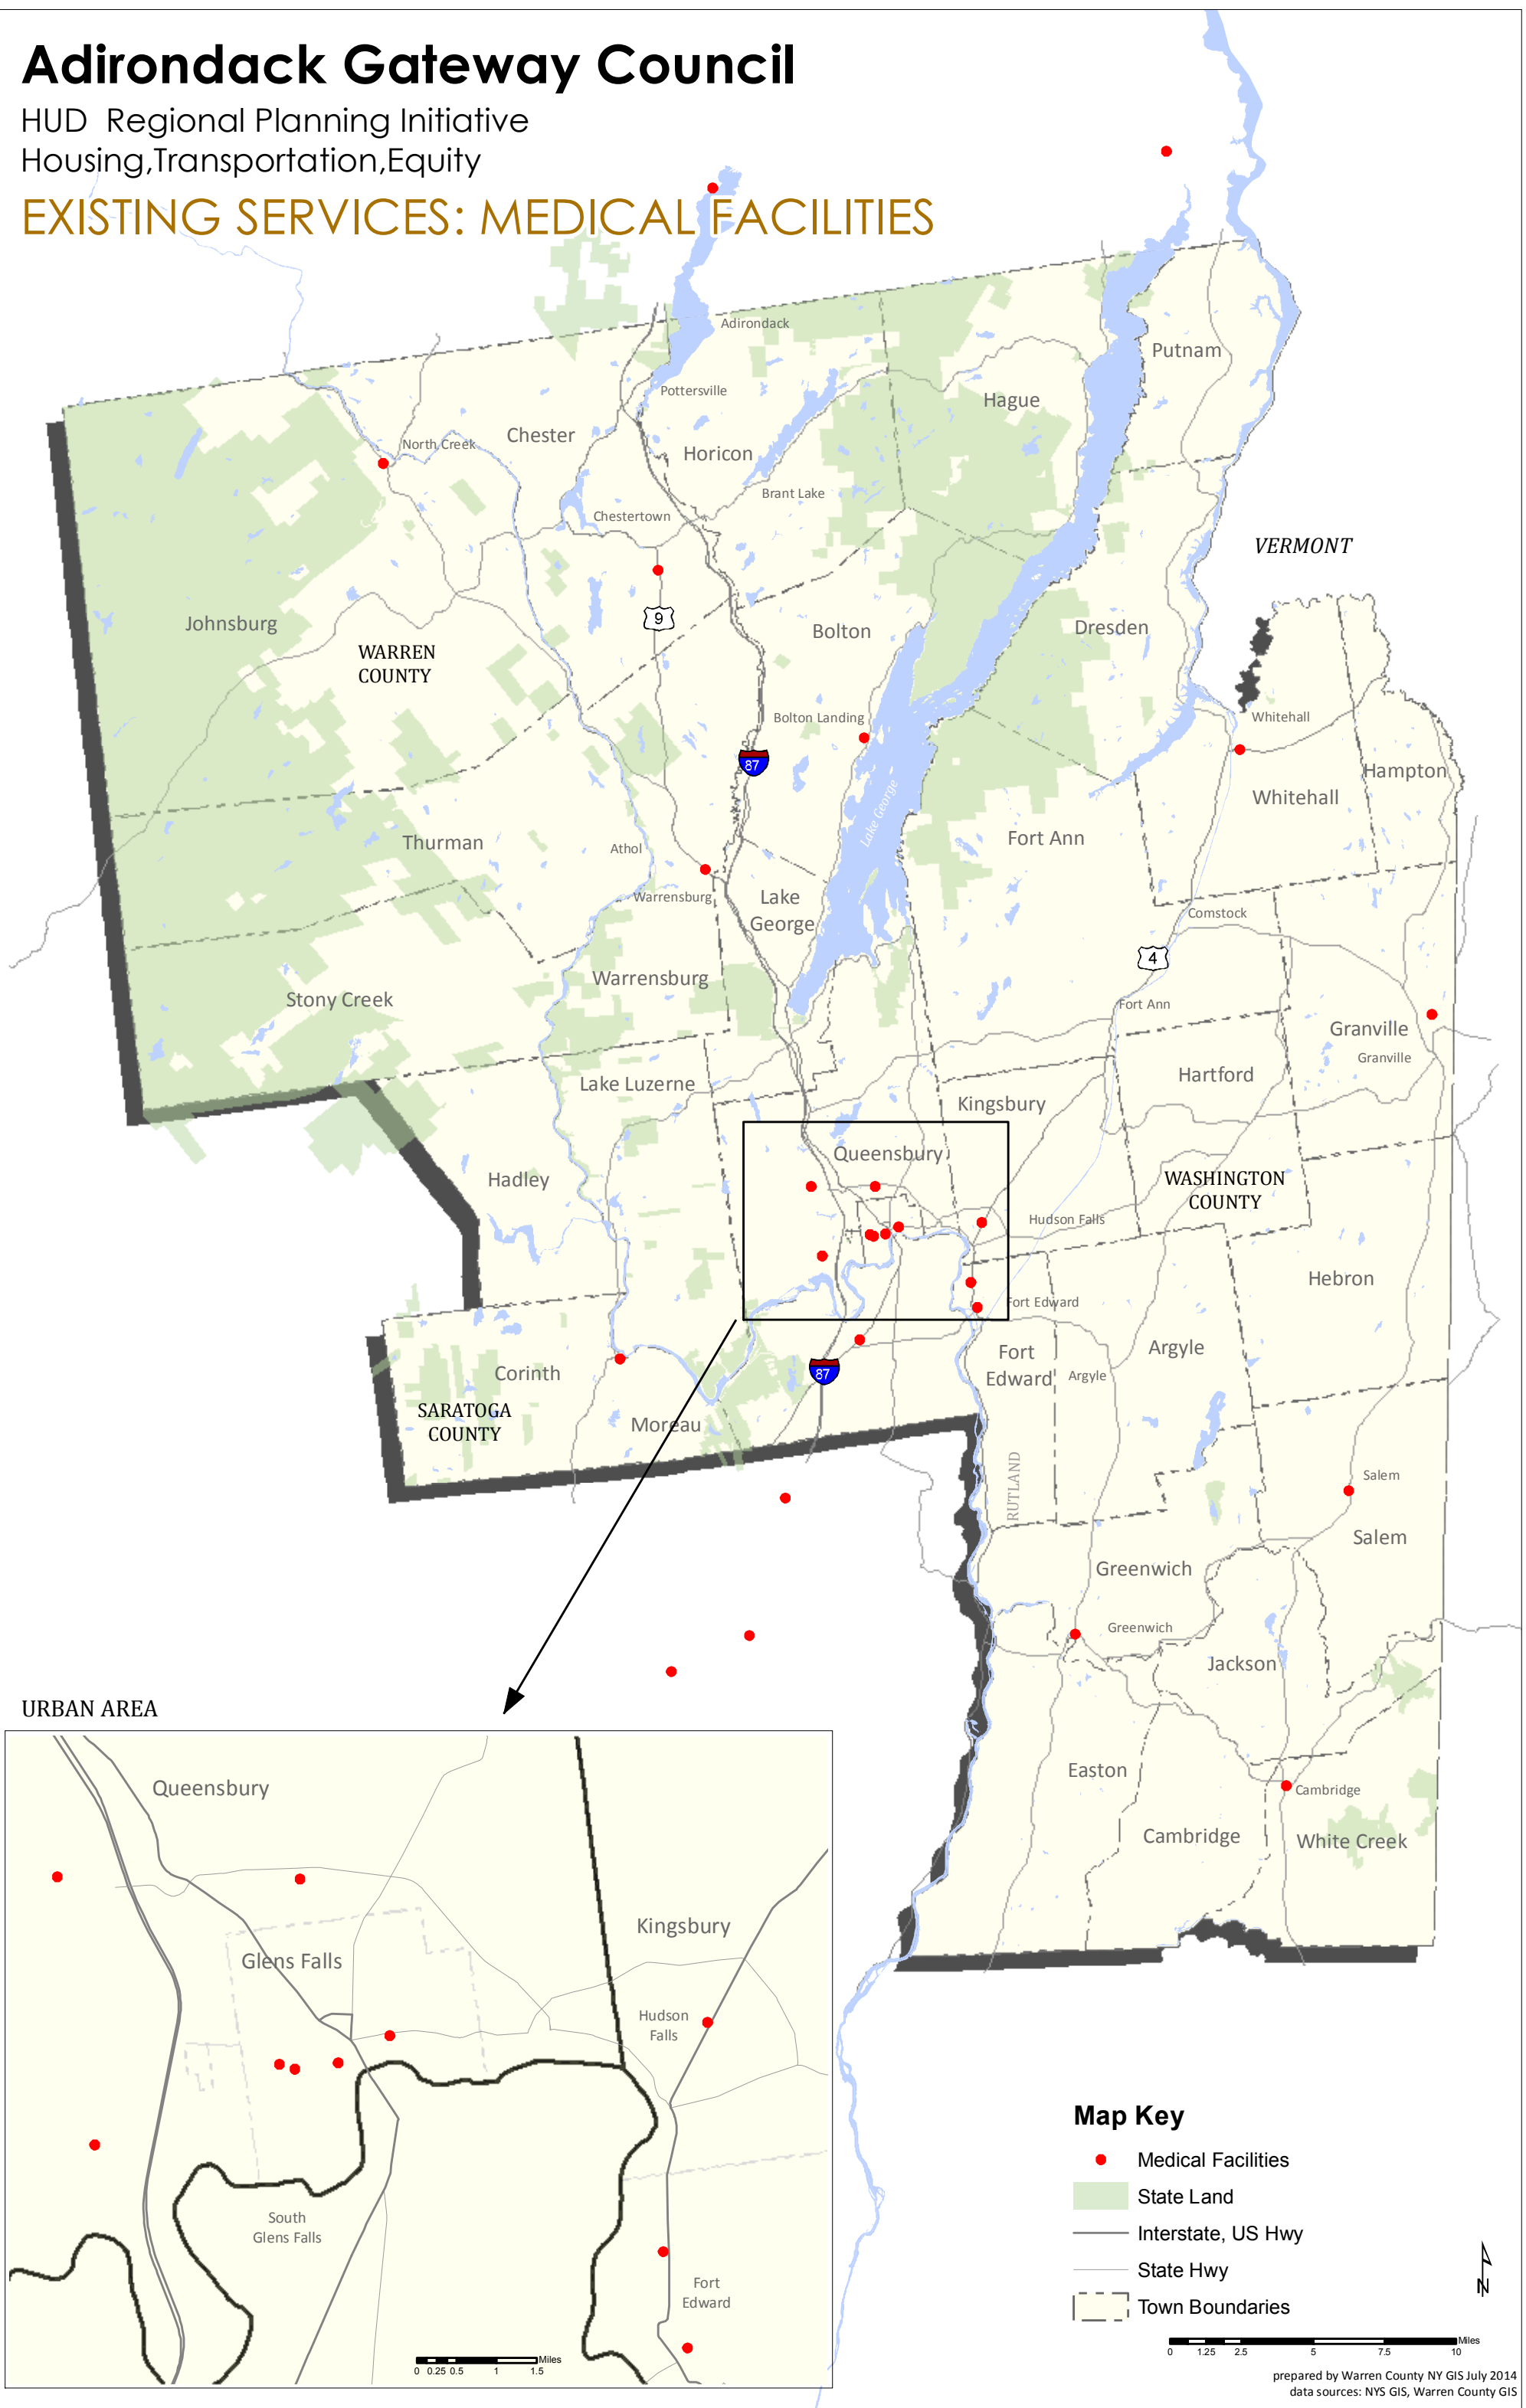 Adirondack Gateway Council
HUD Regional Planning Initiative
Housing,Transportation,Equity
EXISTING SERVICES: MEDICAL FACILITIES
Adirondack
Putnam
Pottersville
Hague
Chester
North Creek
Horicon
Brant Lake
Chestertown
VERMONT
9
Johnsburg
Bolton
Dresden
WARREN
COUNTY
Bolton Landing
Whitehall
87
Hampton
Whitehall
Lake George
Thurman
Athol
Fort Ann
Warrensburg
Lake
George
Comstock
4
Warrensburg
Stony Creek
Fort Ann
Granville
Granville
Lake Luzerne
Hartford
Kingsbury
Queensbury
Hadley
WASHINGTON
COUNTY
Hudson Falls
Hebron
Fort Edward
Fort
Edward
Argyle
Argyle
87
Corinth
SARATOGA
COUNTY
Moreau
RUTLAND
Salem
Salem
Greenwich
Greenwich
Jackson
Easton
Cambridge
Cambridge
White Creek
URBAN AREA
Queensbury
Kingsbury
Glens Falls
Hudson
Falls
South
Glens Falls
Fort
Edward
Miles
0 0.25 0.5 1 1.5
Map Key
Medical Facilities
State Land
Interstate, US Hwy
State Hwy
Town Boundaries
N
Miles
0 1.25 2.5 5 7.5 10
prepared by Warren County NY GIS July 2014
data sources: NYS GIS, Warren County GIS